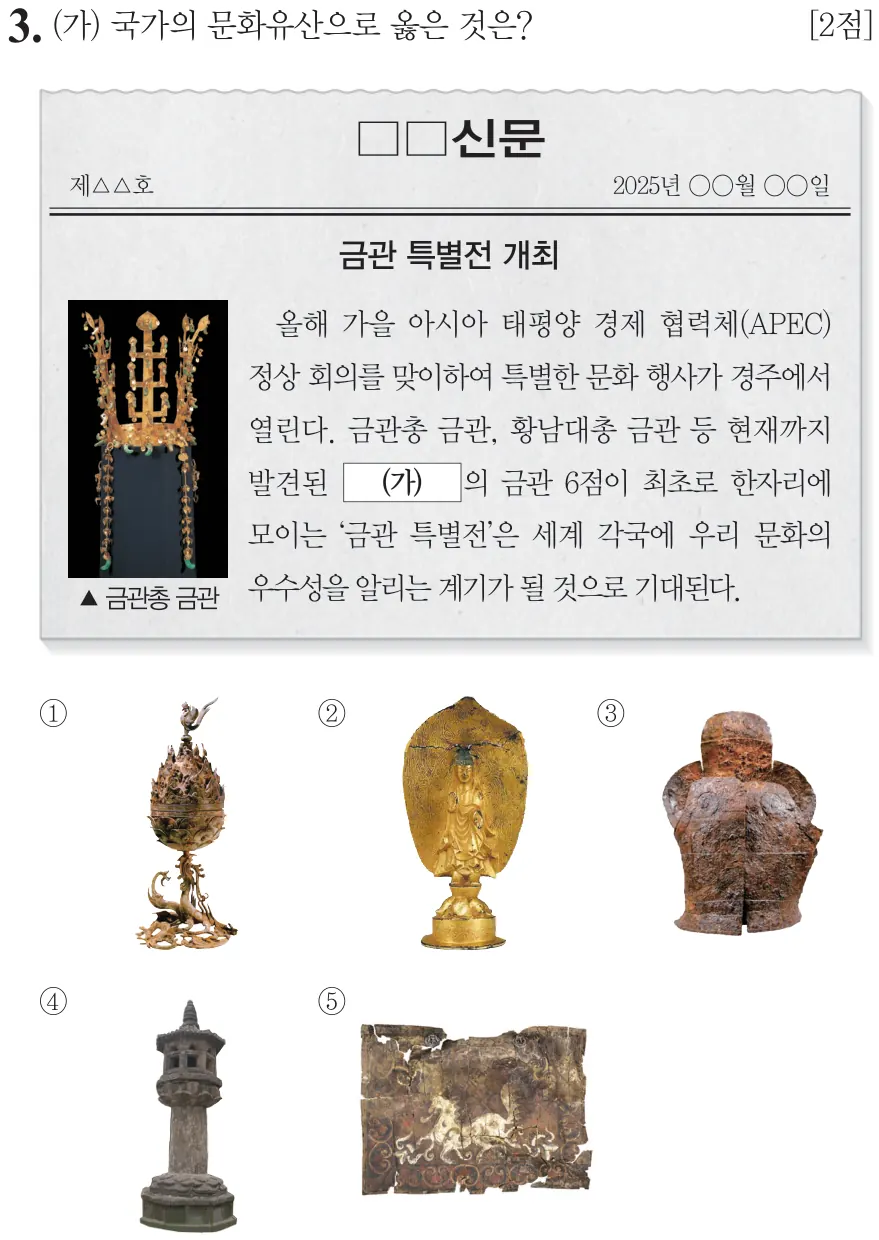 3. (가) 국가의 문화유산으로 옳은 것은? [2점]
□□신문
제△△호 2025년 ○○월 ○○일
금관 특별전 개최
올해 가을 아시아 태평양 경제 협력체(APEC)
정상 회의를 맞이하여 특별한 문화 행사가 경주에서
열린다. 금관총 금관, 황남대총 금관 등 현재까지
발견된 (가) 의 금관 6점이 최초로 한자리에
모이는 ‘금관 특별전’은 세계 각국에 우리 문화의
우수성을 알리는 계기가 될 것으로 기대된다.
▲ 금관총 금관
① ② ③
④ ⑤